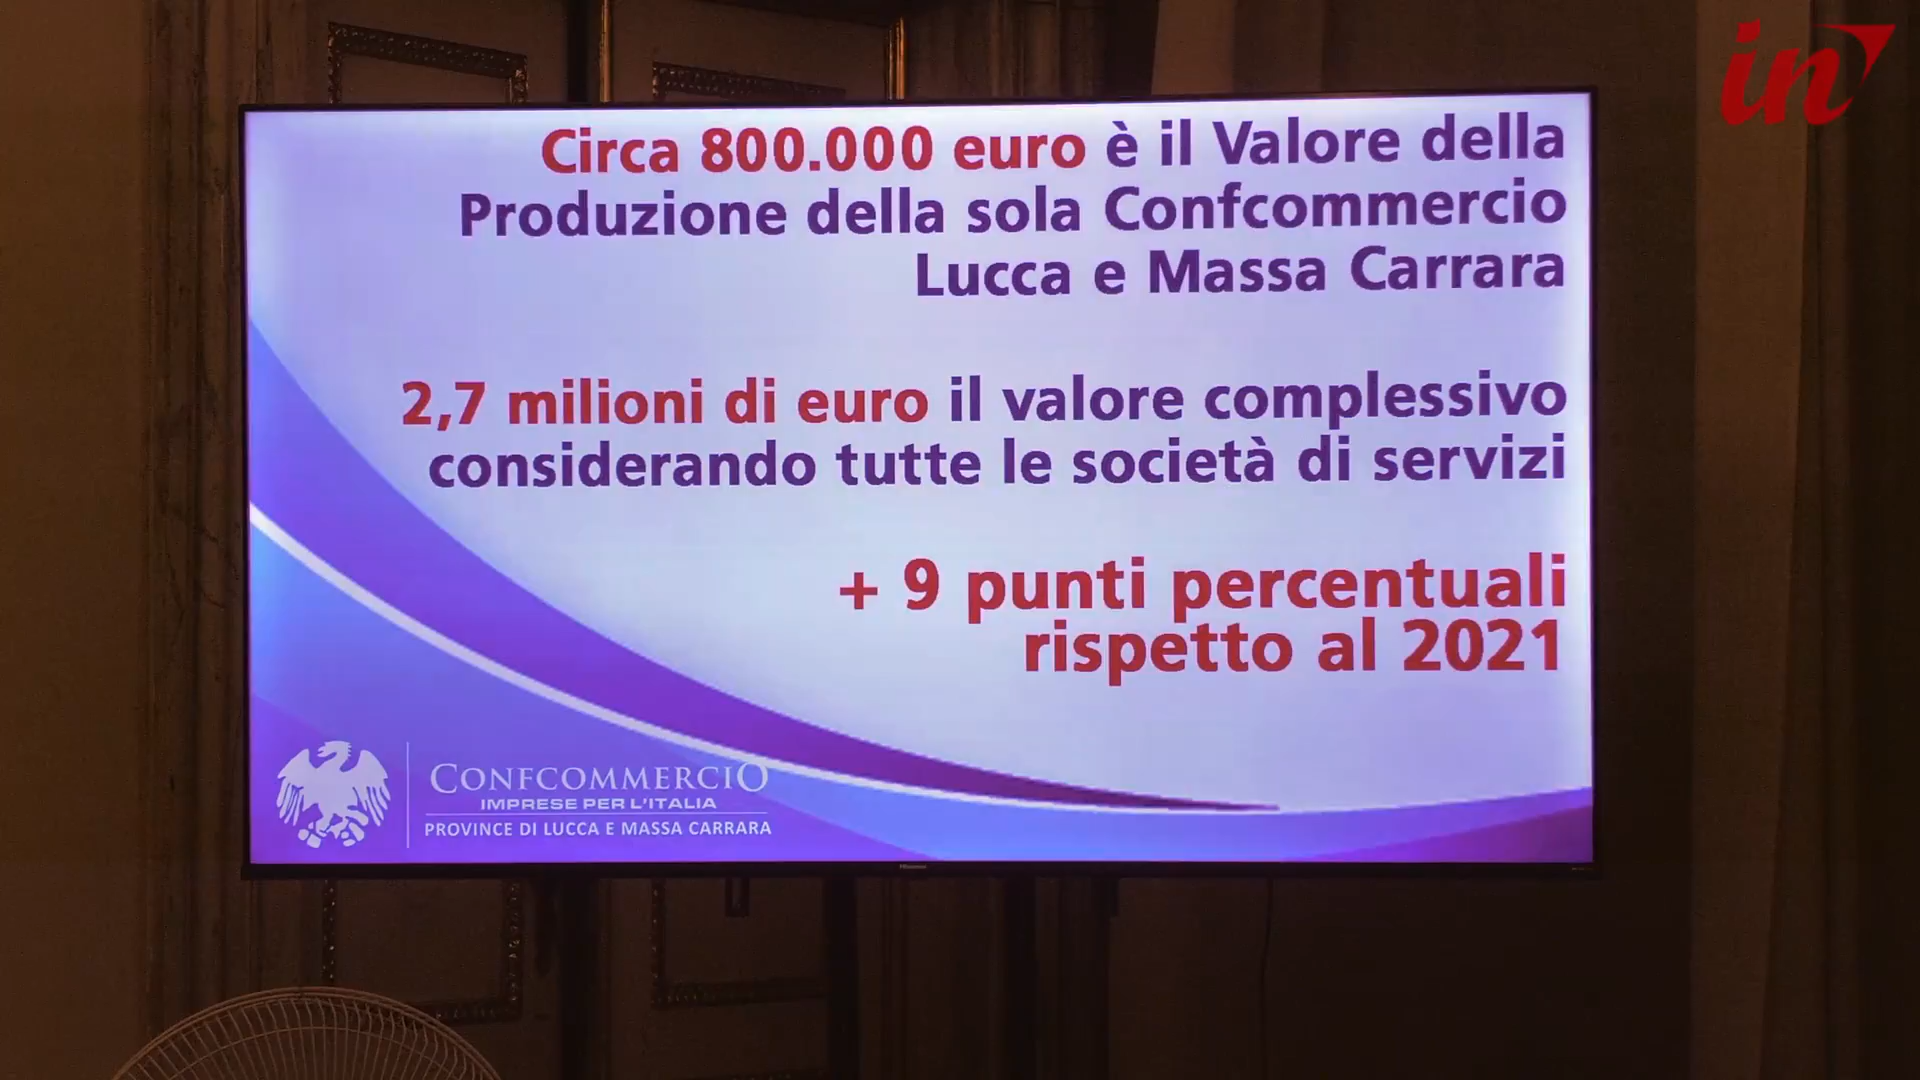 in
Circa 800.000 euro è il Valore della
Produzione della sola Confcommercio
Lucca e Massa Carrara
2,7 milioni di euro il valore complessivo
considerando tutte le società di servizi
+ 9 punti percentuali
rispetto al 2021
CONFCOMMERCIO
IMPRESE PER L'ITALIA
PROVINCE DI LUCCA E MASSA CARRARA
Hisense